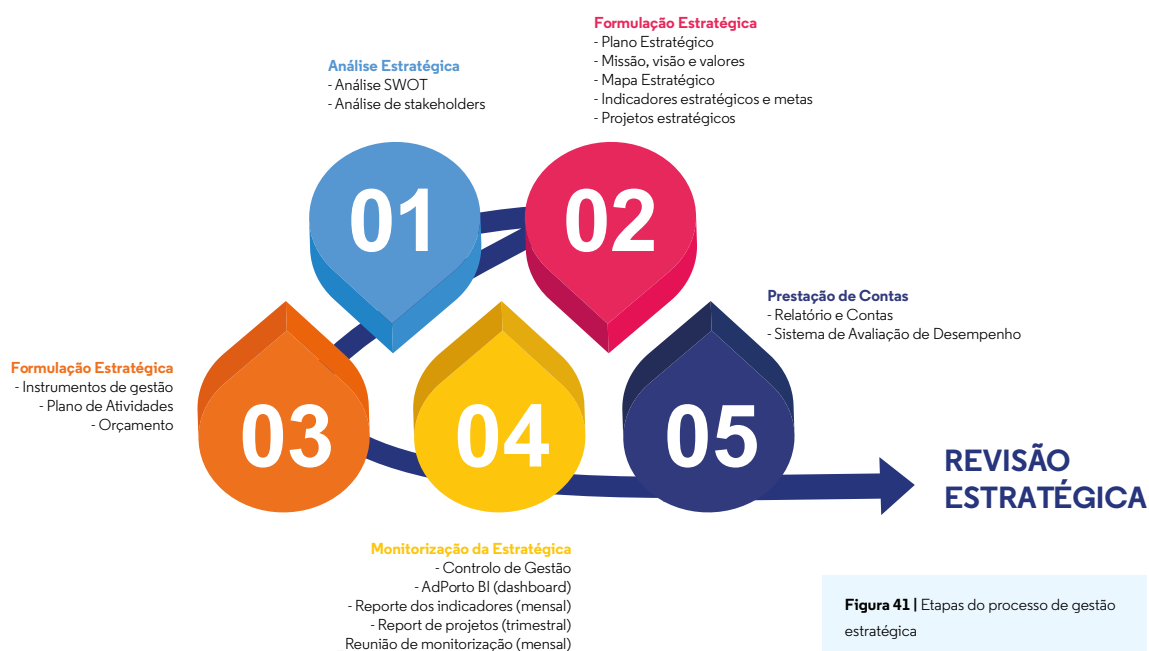 Análise Estratégica
- Análise SWOT
- Análise de stakeholders
01
Formulação Estratégica
- Plano Estratégico
- Missão, visão e valores
- Mapa Estratégico
- Indicadores estratégicos e metas
- Projetos estratégicos
02
Formulação Estratégica
- Instrumentos de gestão
- Plano de Atividades
- Orçamento
03
04
Monitorização da Estratégica
- Controlo de Gestão
- AdPorto BI (dashboard)
- Reporte dos indicadores (mensal)
- Report de projetos (trimestral)
Reunião de monitorização (mensal)
Prestação de Contas
- Relatório e Contas
- Sistema de Avaliação de Desempenho
05
REVISÃO
ESTRATÉGICA
Figura 41 | Etapas do processo de gestão
estratégica